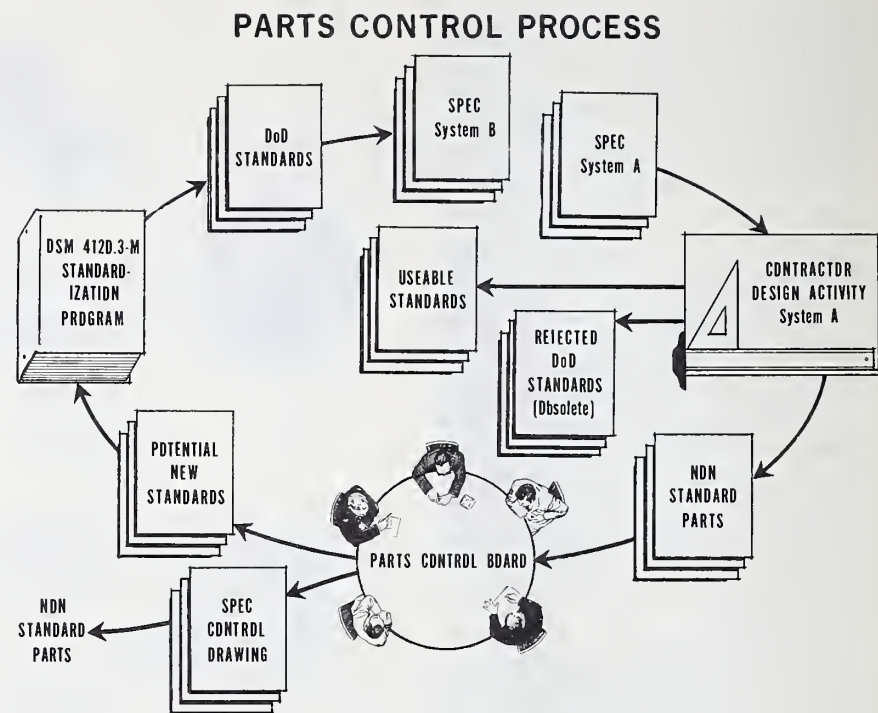 PARTS CONTROL PROCESS
DoD
STANDARDS
SPEC
System B
SPEC
System A
DSM 412D.3-M
STANDARD-
IZATION
PRDGRAM
USEABLE
STANDARDS
CDNTRACTDR
DESIGN ACTIVITY
System A
REJECTED
DoD
STANDARDS
(Dbsolete)
PDTENTIAL
NEW
STANDARDS
NDN
STANDARD
PARTS
PARTS CDNTRDL BDARD
SPEC
CDNTRDL
DRAWING
NDN
STANDARD
PARTS